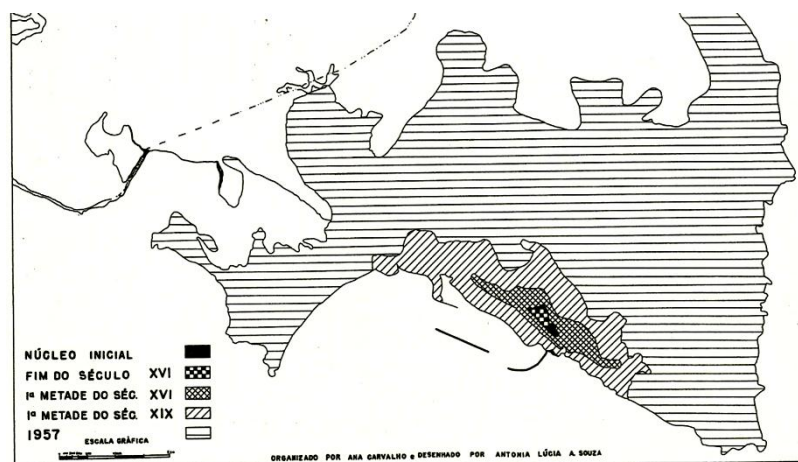 NÚCLEO INICIAL
FIM DO SÉCULO XVI
1ª METADE DO SÉC. XVI
1ª METADE DO SÉC. XIX
1957
ESCALA GRÁFICA
ORGANIZADO POR ANA CARVALHO e DESENHADO POR ANTONIA LÚCIA A. SOUZA